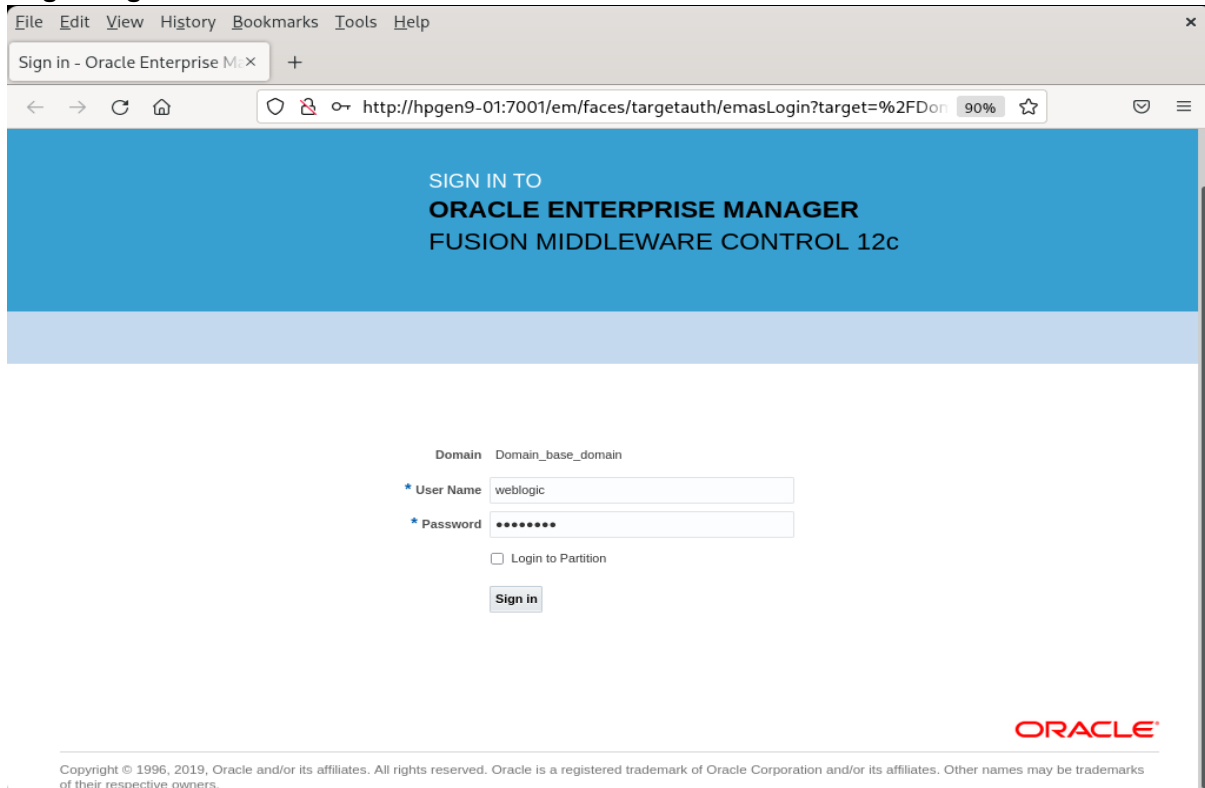 File Edit View History Bookmarks Tools Help
Sign in - Oracle Enterprise Ma
http://hpgen9-01:7001/em/faces/targetauth/emasLogin?target=%2FDon 90%
SIGN IN TO
ORACLE ENTERPRISE MANAGER
FUSION MIDDLEWARE CONTROL 12c
Domain Domain_base_domain
* User Name weblogic
* Password ••••••••
Login to Partition
Sign in
ORACLE
Copyright © 1996, 2019, Oracle and/or its affiliates. All rights reserved. Oracle is a registered trademark of Oracle Corporation and/or its affiliates. Other names may be trademarks
of their respective owners.